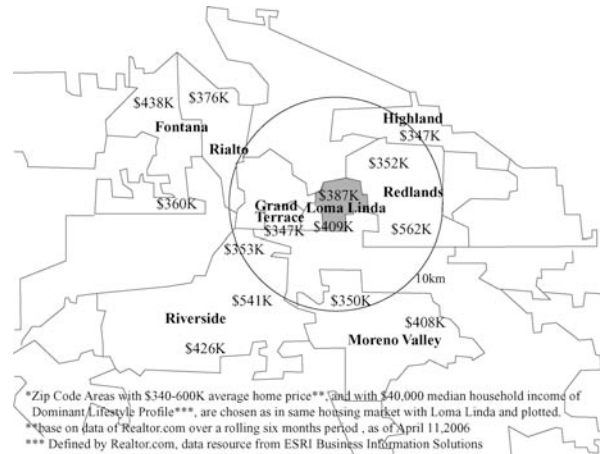 $438K
$376K
Fontana
Rialto
Highland
$347K
$352K
$387K
Redlands
$360K
Grand
Terrace
Loma Linda
$347K
$409K
$562K
$353K
10km
$541K
$350K
Riverside
$408K
Moreno Valley
$426K
*Zip Code Areas with $340-600K average home price**, and with $40,000 median household income of
Dominant Lifestyle Profile***, are chosen as in same housing market with Loma Linda and plotted.
**base on data of Realtor.com over a rolling six months period , as of April 11,2006
*** Defined by Realtor.com, data resource from ESRI Business Information Solutions